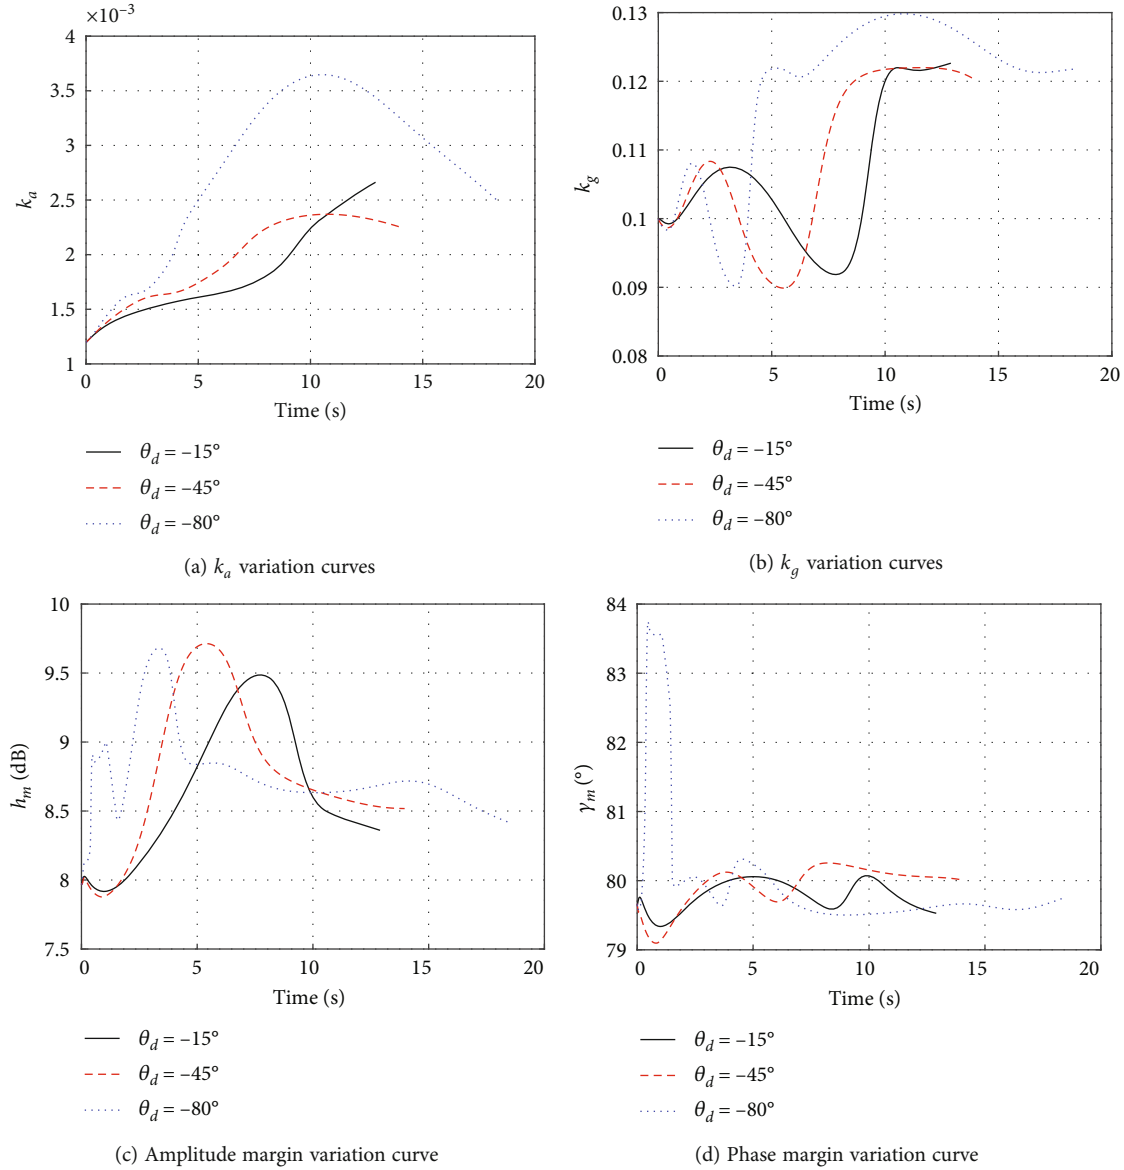 ×10⁻³
4
3.5
3
2.5
2
1.5
1
k_a
0 5 10 15 20
Time (s)
θ_d = –15°
θ_d = –45°
θ_d = –80°
(a) k_a variation curves
0.13
0.12
0.11
0.1
0.09
0.08
k_g
0 5 10 15 20
Time (s)
θ_d = –15°
θ_d = –45°
θ_d = –80°
(b) k_g variation curves
10
9.5
9
8.5
8
7.5
h_m (dB)
0 5 10 15 20
Time (s)
θ_d = –15°
θ_d = –45°
θ_d = –80°
(c) Amplitude margin variation curve
84
83
82
81
80
79
γ_m (°)
0 5 10 15 20
Time (s)
θ_d = –15°
θ_d = –45°
θ_d = –80°
(d) Phase margin variation curve